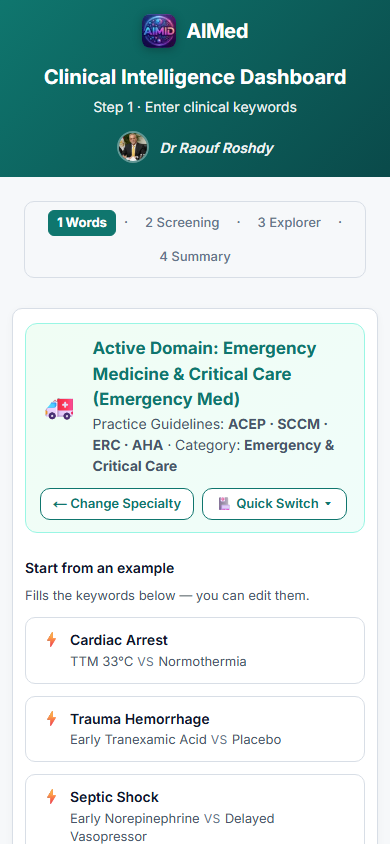 AIMID
AIMed
Clinical Intelligence Dashboard
Step 1 · Enter clinical keywords
Dr Raouf Roshdy
1 Words · 2 Screening · 3 Explorer ·
4 Summary
Active Domain: Emergency
Medicine & Critical Care
(Emergency Med)
Practice Guidelines: ACEP · SCCM ·
ERC · AHA · Category: Emergency &
Critical Care
← Change Specialty
Quick Switch ▾
Start from an example
Fills the keywords below — you can edit them.
Cardiac Arrest
TTM 33°C VS Normothermia
Trauma Hemorrhage
Early Tranexamic Acid VS Placebo
Septic Shock
Early Norepinephrine VS Delayed
Vasopressor